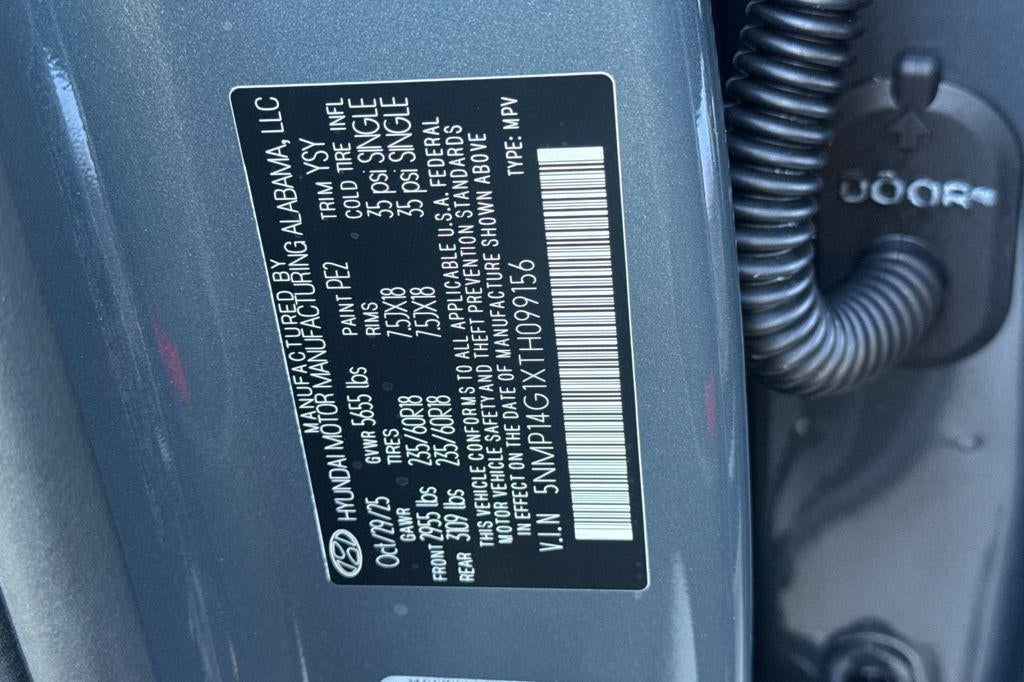 MANUFACTURED BY
HYUNDAI MOTOR MANUFACTURING ALABAMA, LLC
Oct/29/25 GVWR 5655 lbs PAINT PE2 TRIM YSY
GAWR TIRES RIMS COLD TIRE INFL
FRONT 2955 lbs 235/60R18 7.5JX18 35 psi SINGLE
REAR 3109 lbs 235/60R18 7.5JX18 35 psi SINGLE
THIS VEHICLE CONFORMS TO ALL APPLICABLE U.S.A. FEDERAL
MOTOR VEHICLE SAFETY AND THEFT PREVENTION STANDARDS
IN EFFECT ON THE DATE OF MANUFACTURE SHOWN ABOVE
V.I.N 5NMP14G1XTH099156 TYPE: MPV
DOOR